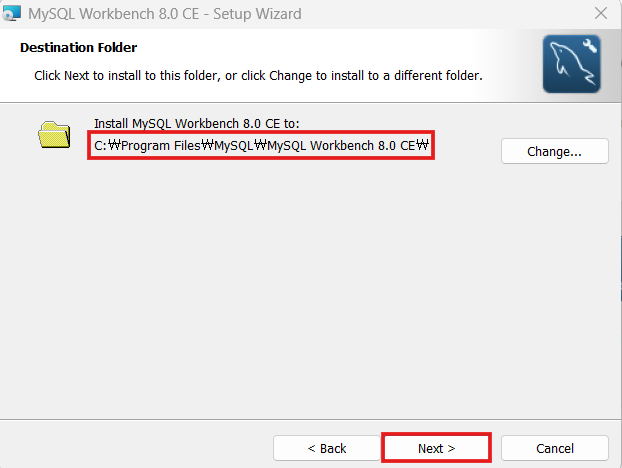 MySQL Workbench 8.0 CE - Setup Wizard
Destination Folder
Click Next to install to this folder, or click Change to install to a different folder.
Install MySQL Workbench 8.0 CE to:
C:₩Program Files₩MySQL₩MySQL Workbench 8.0 CE₩
Change...
< Back
Next >
Cancel